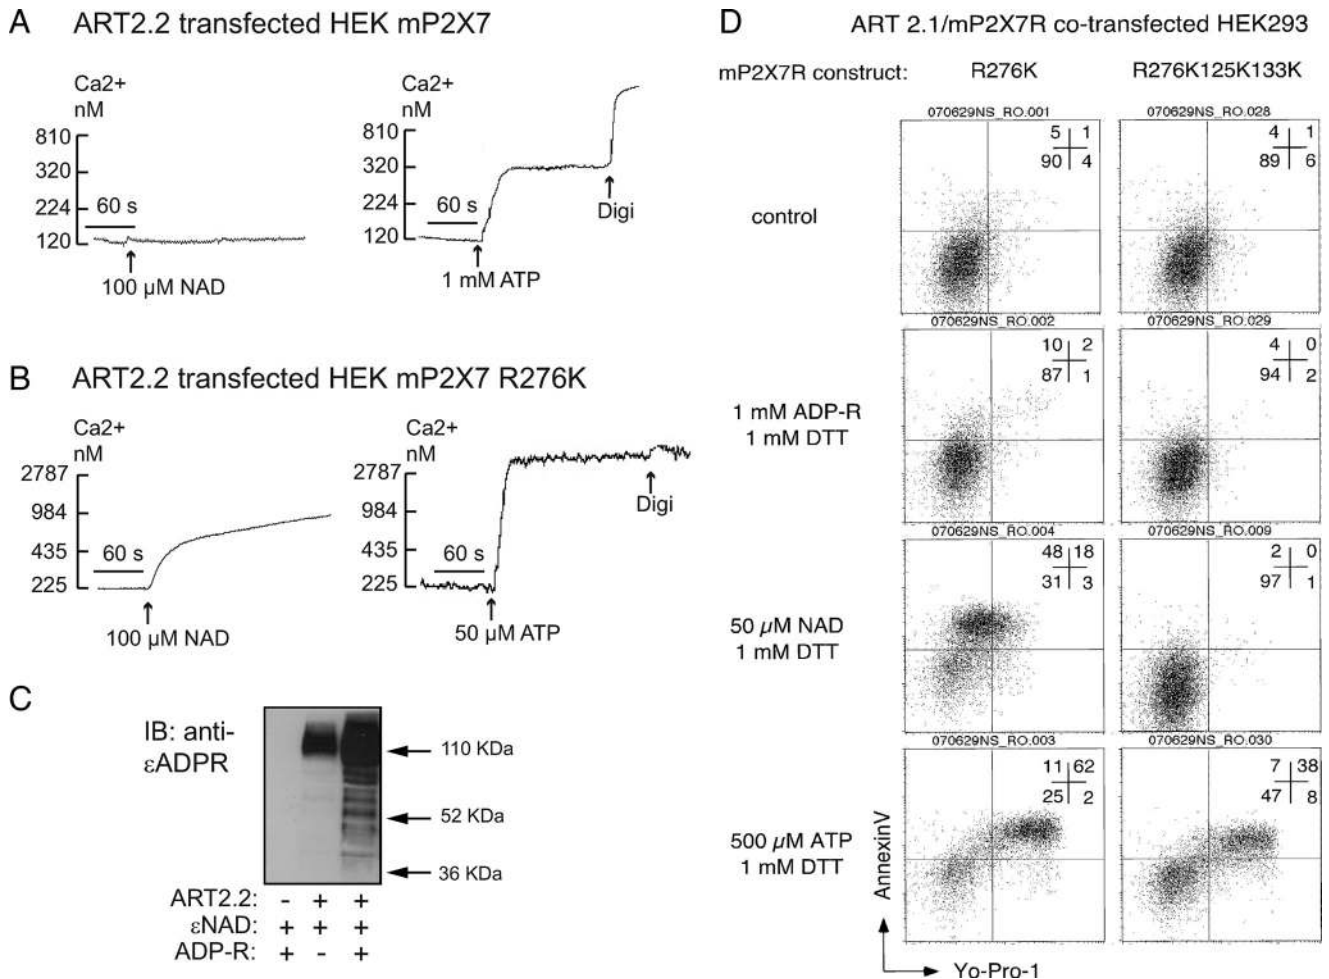 A ART2.2 transfected HEK mP2X7
Ca2+
nM
810
320
224
120
60 s
100 µM NAD
Ca2+
nM
810
320
224
120
60 s
1 mM ATP
Digi
B ART2.2 transfected HEK mP2X7 R276K
Ca2+
nM
2787
984
435
225
60 s
100 µM NAD
Ca2+
nM
2787
984
435
225
60 s
50 µM ATP
Digi
C
IB: anti-
εADPR
110 KDa
52 KDa
36 KDa
ART2.2: - + +
εNAD: + + +
ADP-R: + - +
D ART 2.1/mP2X7R co-transfected HEK293
mP2X7R construct: R276K R276K125K133K
070629NS_RO.001 070629NS_RO.028
control
5 1
90 4
4 1
89 6
070629NS_RO.002 070629NS_RO.029
1 mM ADP-R
1 mM DTT
10 2
87 1
4 0
94 2
070629NS_RO.004 070629NS_RO.009
50 µM NAD
1 mM DTT
48 18
31 3
2 0
97 1
070629NS_RO.003 070629NS_RO.030
500 µM ATP
1 mM DTT
11 62
25 2
7 38
47 8
AnnexinV
Yo-Pro-1